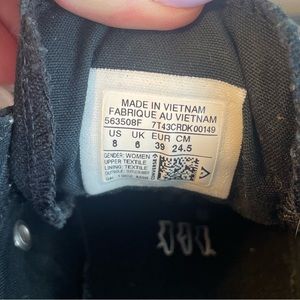 MADE IN VIETNAM
FABRIQUE AU VIETNAM
563508F 7T43CRDK00149
US UK EUR CM
8 6 39 24.5
GENDER: WOMEN
UPPER: TEXTILE
LINING: TEXTILE
OUTSOLE: